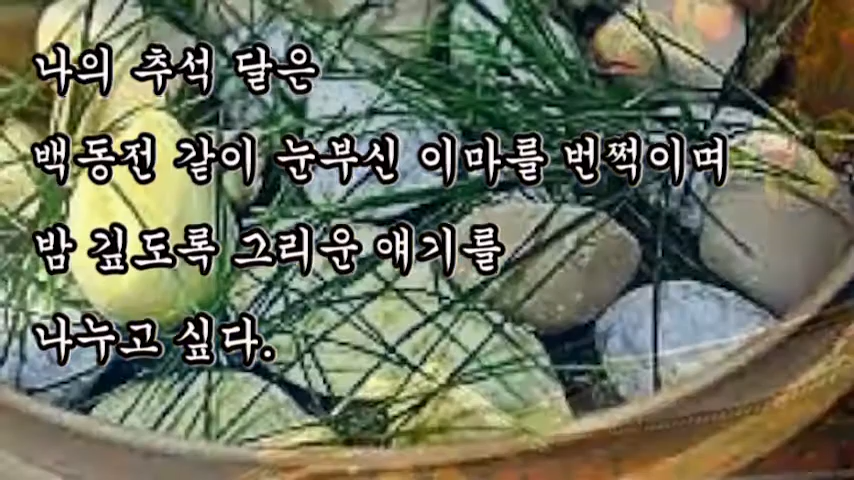 나의 추석 달은
백동전 같이 눈부신 이마를 번쩍이며
밤 깊도록 그리운 얘기를
나누고 싶다.